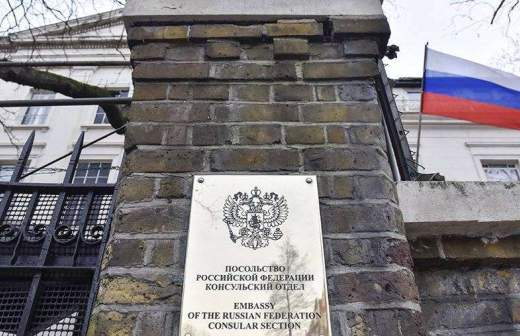 ПОСОЛЬСТВО
РОССИЙСКОЙ ФЕДЕРАЦИИ
КОНСУЛЬСКИЙ ОТДЕЛ
EMBASSY
OF THE RUSSIAN FEDERATION
CONSULAR SECTION